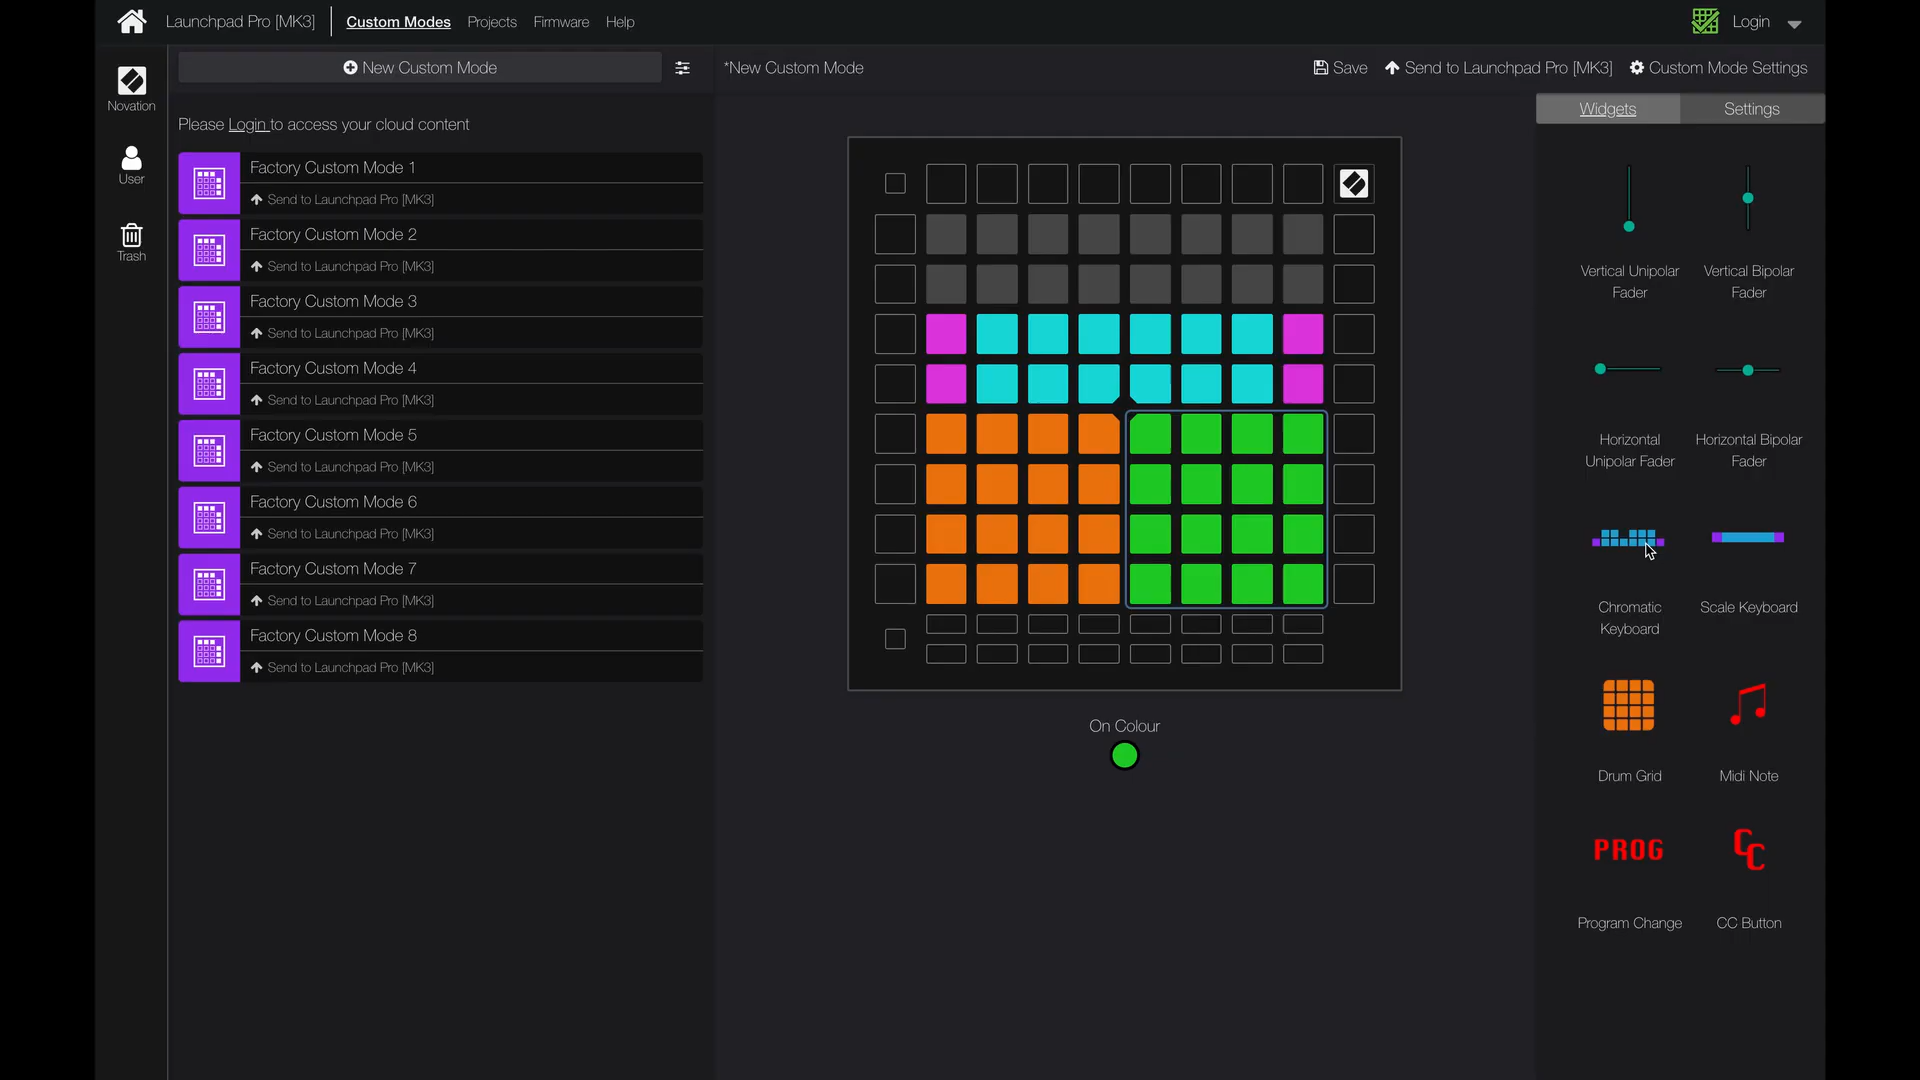 Launchpad Pro [MK3]
Custom Modes
Projects
Firmware
Help
Login
Novation
User
Trash
New Custom Mode
Please Login to access your cloud content
Factory Custom Mode 1
Send to Launchpad Pro [MK3]
Factory Custom Mode 2
Send to Launchpad Pro [MK3]
Factory Custom Mode 3
Send to Launchpad Pro [MK3]
Factory Custom Mode 4
Send to Launchpad Pro [MK3]
Factory Custom Mode 5
Send to Launchpad Pro [MK3]
Factory Custom Mode 6
Send to Launchpad Pro [MK3]
Factory Custom Mode 7
Send to Launchpad Pro [MK3]
Factory Custom Mode 8
Send to Launchpad Pro [MK3]
*New Custom Mode
Save
Send to Launchpad Pro [MK3]
Custom Mode Settings
On Colour
Widgets
Settings
Vertical Unipolar
Fader
Vertical Bipolar
Fader
Horizontal
Unipolar Fader
Horizontal Bipolar
Fader
Chromatic
Keyboard
Scale Keyboard
Drum Grid
Midi Note
PROG
CC
Program Change
CC Button